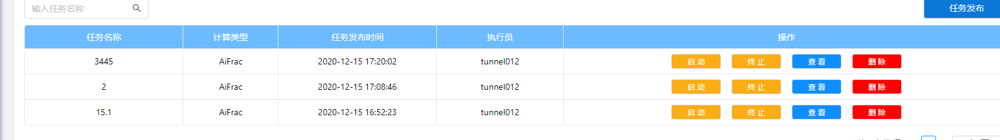 输入任务名称 任务发布
任务名称 计算类型 任务发布时间 执行员 操作
3445 AiFrac 2020-12-15 17:20:02 tunnel012 启动 终止 查看 删除
2 AiFrac 2020-12-15 17:08:46 tunnel012 启动 终止 查看 删除
15.1 AiFrac 2020-12-15 16:52:23 tunnel012 启动 终止 查看 删除